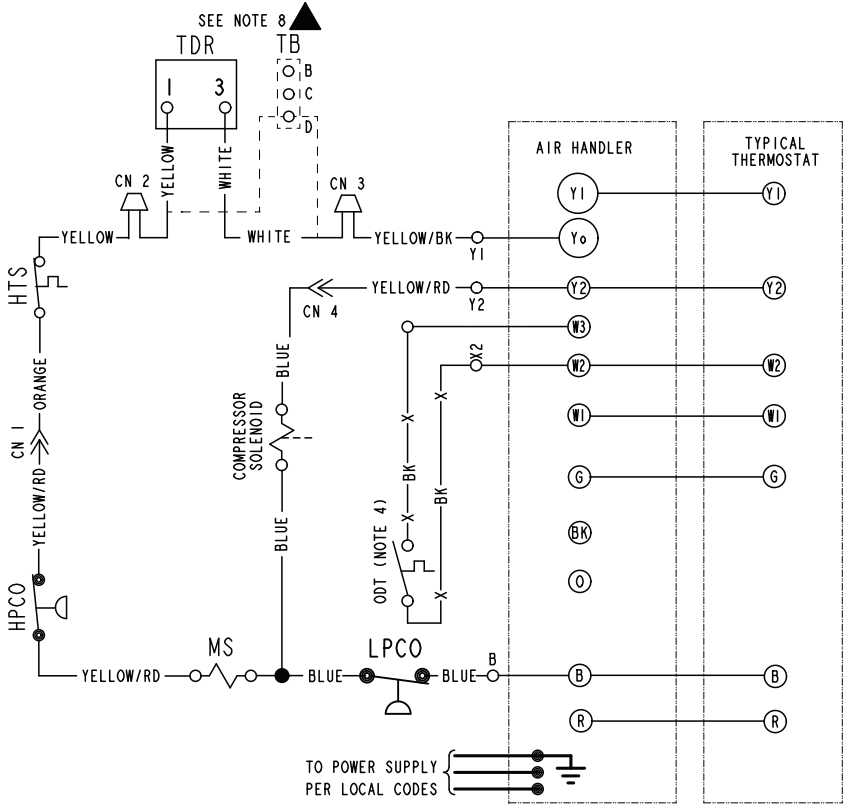 SEE NOTE 8
TDR
TB
1 3
B
C
D
AIR HANDLER
TYPICAL
THERMOSTAT
YELLOW
WHITE
CN 2
CN 3
Y1 Y1
YELLOW
WHITE
YELLOW/BK
Y1
Yo
HTS
YELLOW/RD
Y2
Y2 Y2
CN 4
W3
BLUE
X2
W2 W2
ORANGE
X
X
COMPRESSOR
SOLENOID
W1 W1
CN 1
YELLOW/RD
BK
BK
G G
X
BLUE
ODT (NOTE 4)
BK
O
X
HPCO
MS
LPCO
YELLOW/RD
BLUE
BLUE
B
B B
R R
TO POWER SUPPLY
PER LOCAL CODES